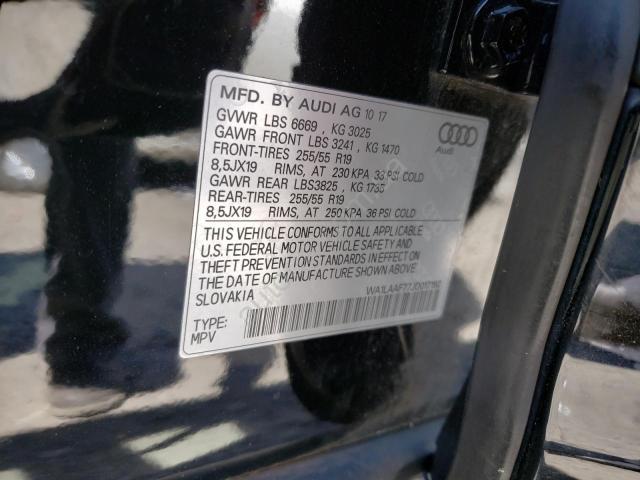 MFD. BY AUDI AG 10 17
GVWR LBS 6669 , KG 3025
GAWR FRONT LBS 3241 , KG 1470
FRONT-TIRES 255/55 R19
8,5JX19 RIMS, AT 230 KPA 33 PSI COLD
GAWR REAR LBS3825 , KG 1735
REAR-TIRES 255/55 R19
8,5JX19 RIMS, AT 250 KPA 36 PSI COLD
Audi
THIS VEHICLE CONFORMS TO ALL APPLICABLE
U.S. FEDERAL MOTOR VEHICLE SAFETY AND
THEFT PREVENTION STANDARDS IN EFFECT ON
THE DATE OF MANUFACTURE SHOWN ABOVE.
SLOVAKIA
TYPE:
MPV